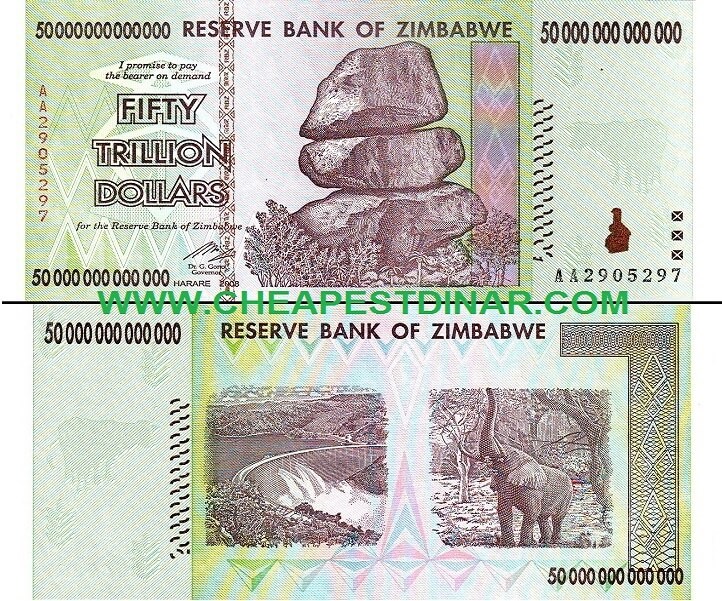 50000000000000 RESERVE BANK OF ZIMBABWE 50 000 000 000 000
I promise to pay
the bearer on demand
FIFTY
TRILLION
DOLLARS
for the Reserve Bank of Zimbabwe
AA2905297
Dr. G. Gono
Governor
50 000 000 000 000
HARARE 2008
AA2905297
WWW.CHEAPESTDINAR.COM
50 000 000 000 000
RESERVE BANK OF ZIMBABWE
50 000 000 000 000